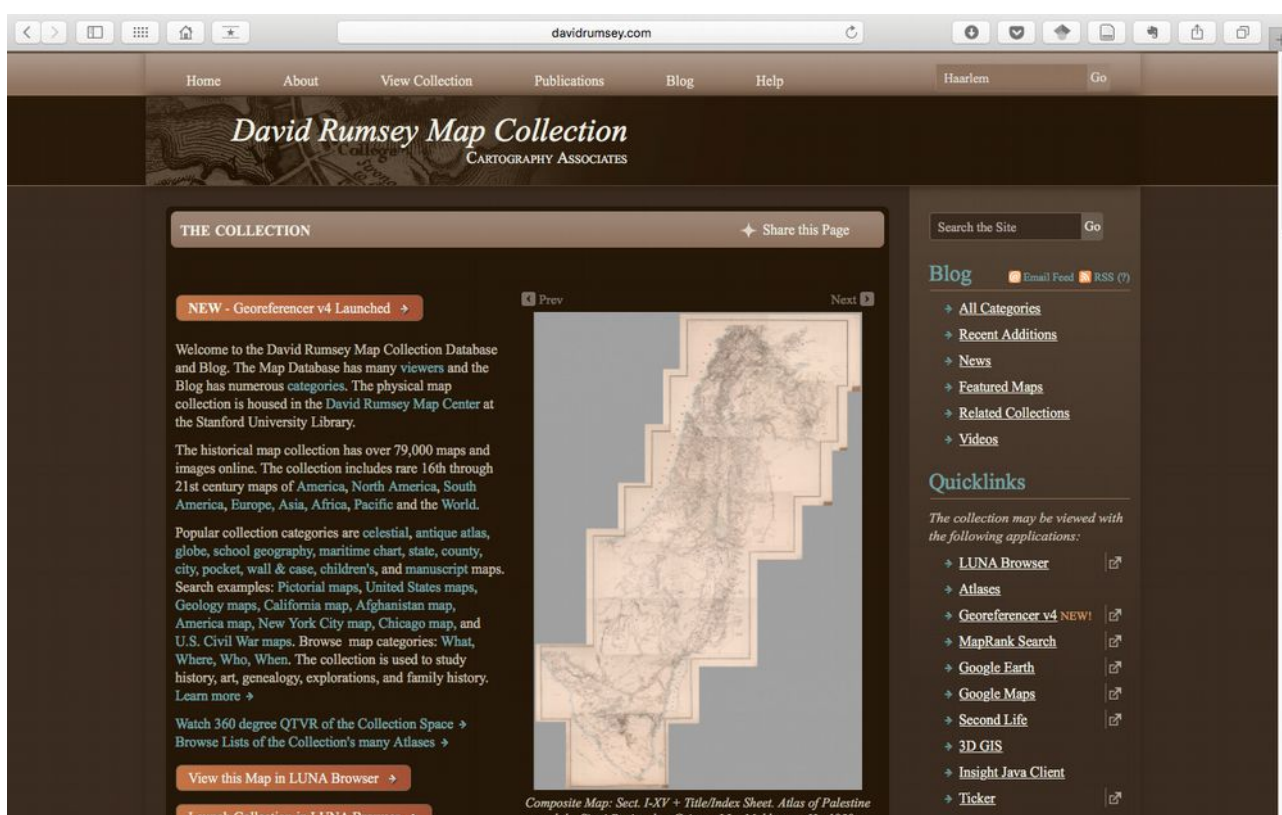 davidrumsey.com
Home About View Collection Publications Blog Help Haarlem Go
David Rumsey Map Collection
CARTOGRAPHY ASSOCIATES
THE COLLECTION
Share this Page
NEW - Georeferencer v4 Launched
Welcome to the David Rumsey Map Collection Database
and Blog. The Map Database has many viewers and the
Blog has numerous categories. The physical map
collection is housed in the David Rumsey Map Center at
the Stanford University Library.
The historical map collection has over 79,000 maps and
images online. The collection includes rare 16th through
21st century maps of America, North America, South
America, Europe, Asia, Africa, Pacific and the World.
Popular collection categories are celestial, antique atlas,
globe, school geography, maritime chart, state, county,
city, pocket, wall & case, children's, and manuscript maps.
Search examples: Pictorial maps, United States maps,
Geology maps, California map, Afghanistan map,
America map, New York City map, Chicago map, and
U.S. Civil War maps. Browse map categories: What,
Where, Who, When. The collection is used to study
history, art, genealogy, explorations, and family history.
Learn more
Watch 360 degree QTVR of the Collection Space
Browse Lists of the Collection's many Atlases
View this Map in LUNA Browser
Prev Next
Composite Map: Sect. I-XV + Title/Index Sheet. Atlas of Palestine
Search the Site Go
Blog Email Feed RSS (?)
All Categories
Recent Additions
News
Featured Maps
Related Collections
Videos
Quicklinks
The collection may be viewed with
the following applications:
LUNA Browser
Atlases
Georeferencer v4 NEW!
MapRank Search
Google Earth
Google Maps
Second Life
3D GIS
Insight Java Client
Ticker